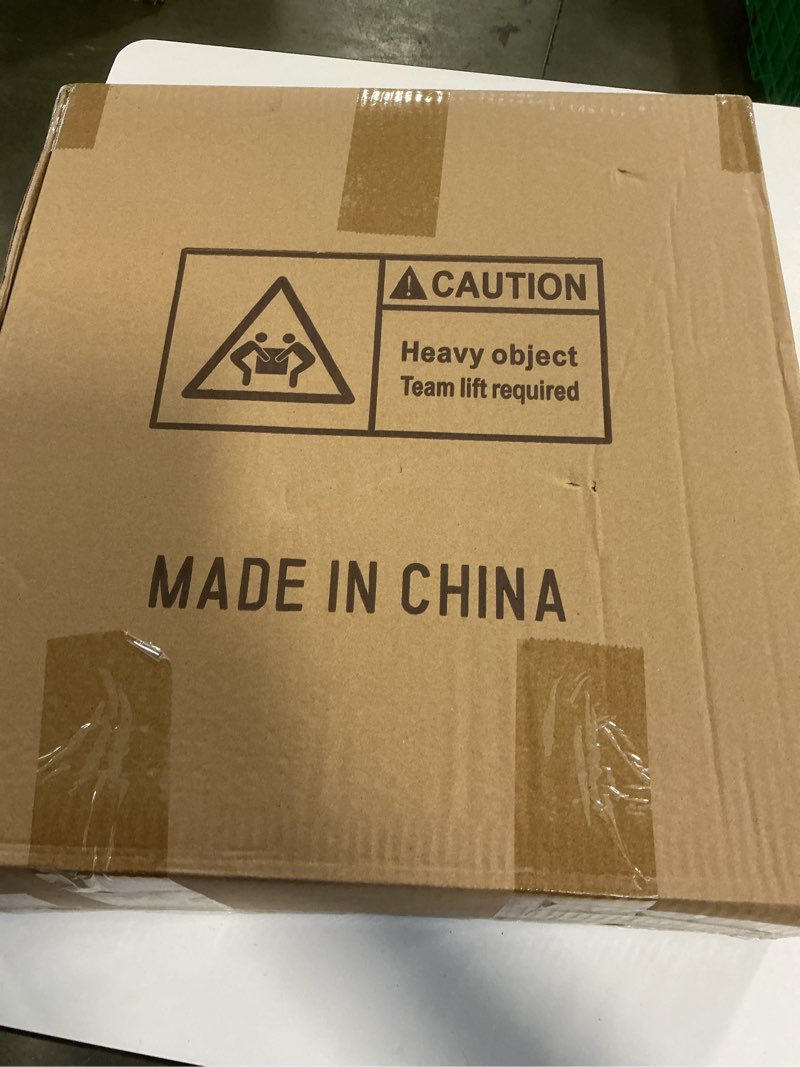 CAUTION
Heavy object
Team lift required
MADE IN CHINA